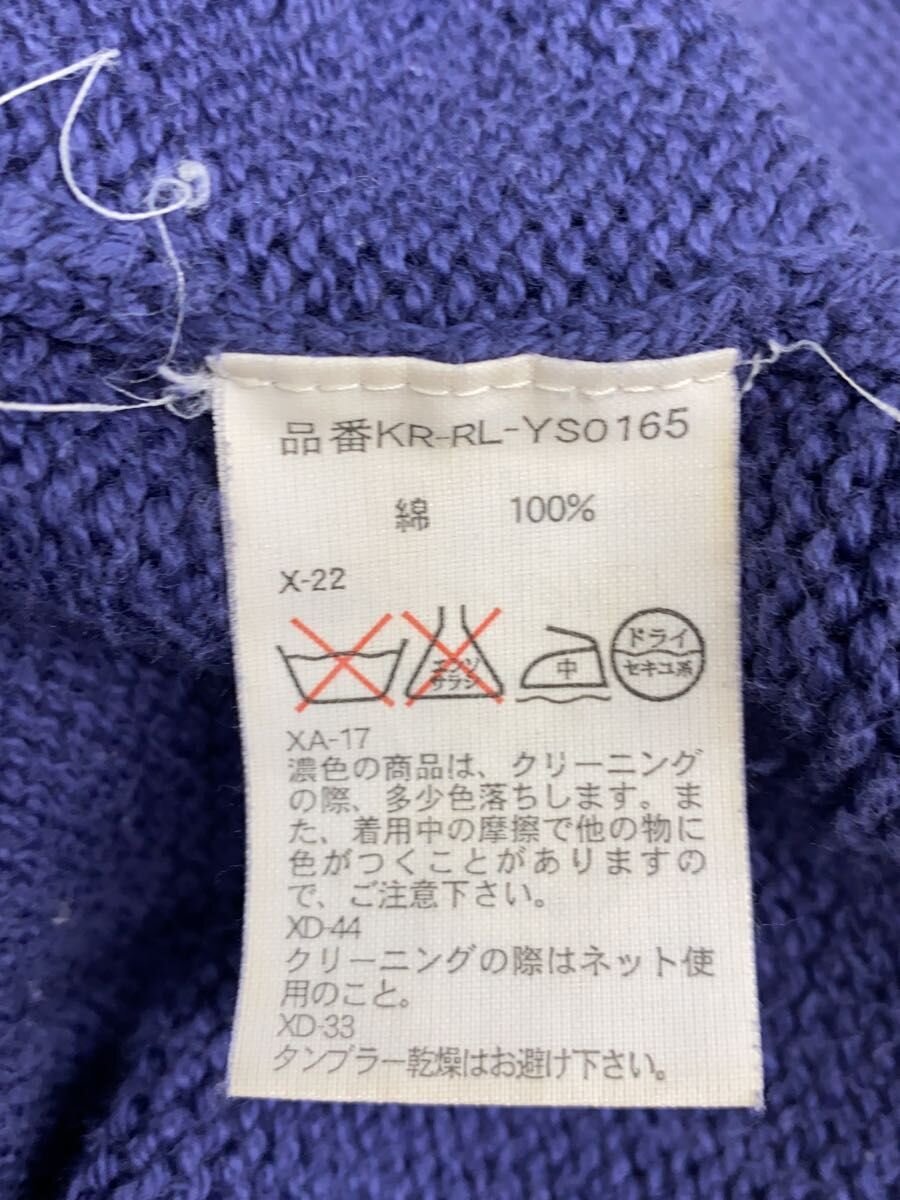 品番KR-RL-YS0165
綿 100%
X-22
エンソ
サラシ
中
ドライ
セキユ系
XA-17
濃色の商品は、クリーニング
の際、多少色落ちします。ま
た、着用中の摩擦で他の物に
色がつくことがありますの
で、ご注意下さい。
XD-44
クリーニングの際はネット使
用のこと。
XD-33
タンブラー乾燥はお避け下さい。